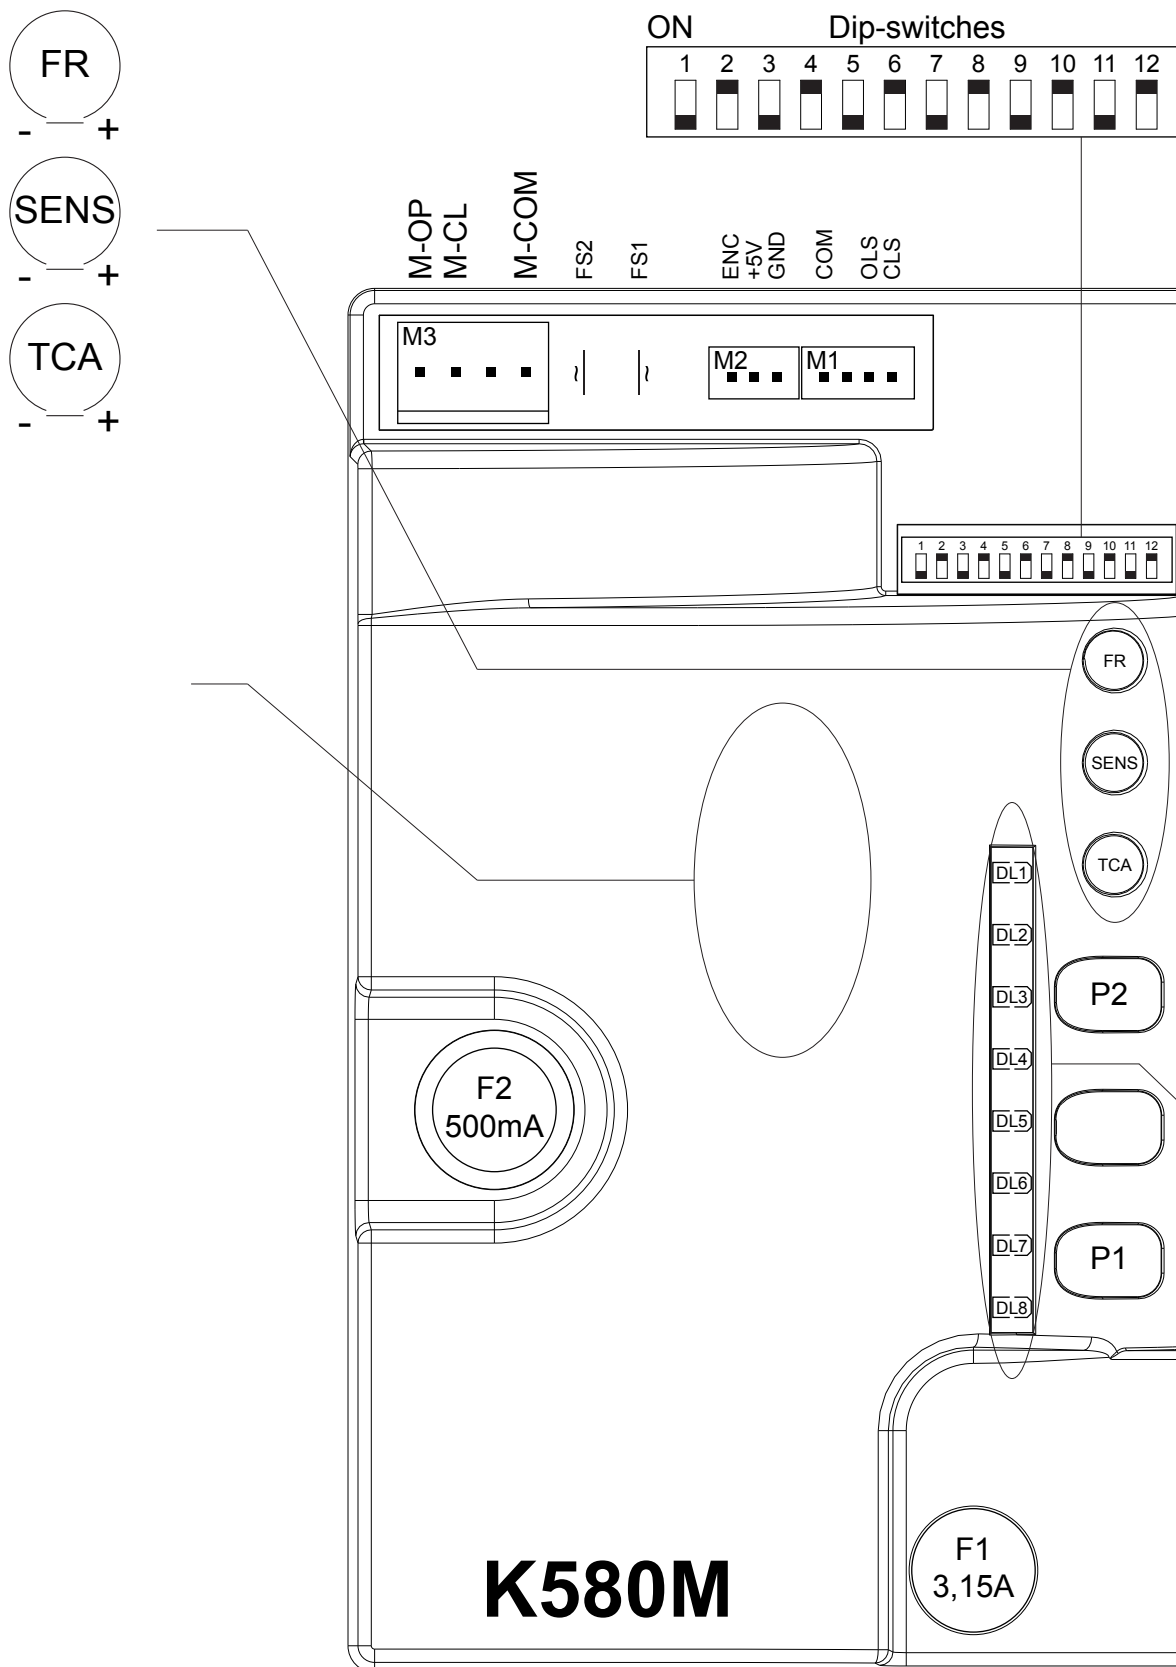 FR
- +
SENS
- +
TCA
- +
ON Dip-switches
1 2 3 4 5 6 7 8 9 10 11 12
M-OP
M-CL
M-COM
FS2
FS1
ENC
+5V
GND
COM
OLS
CLS
M3
~ ~
M2
M1
1 2 3 4 5 6 7 8 9 10 11 12
FR
SENS
TCA
DL1
DL2
DL3
DL4
DL5
DL6
DL7
DL8
P2
P1
F2
500mA
F1
3,15A
K580M